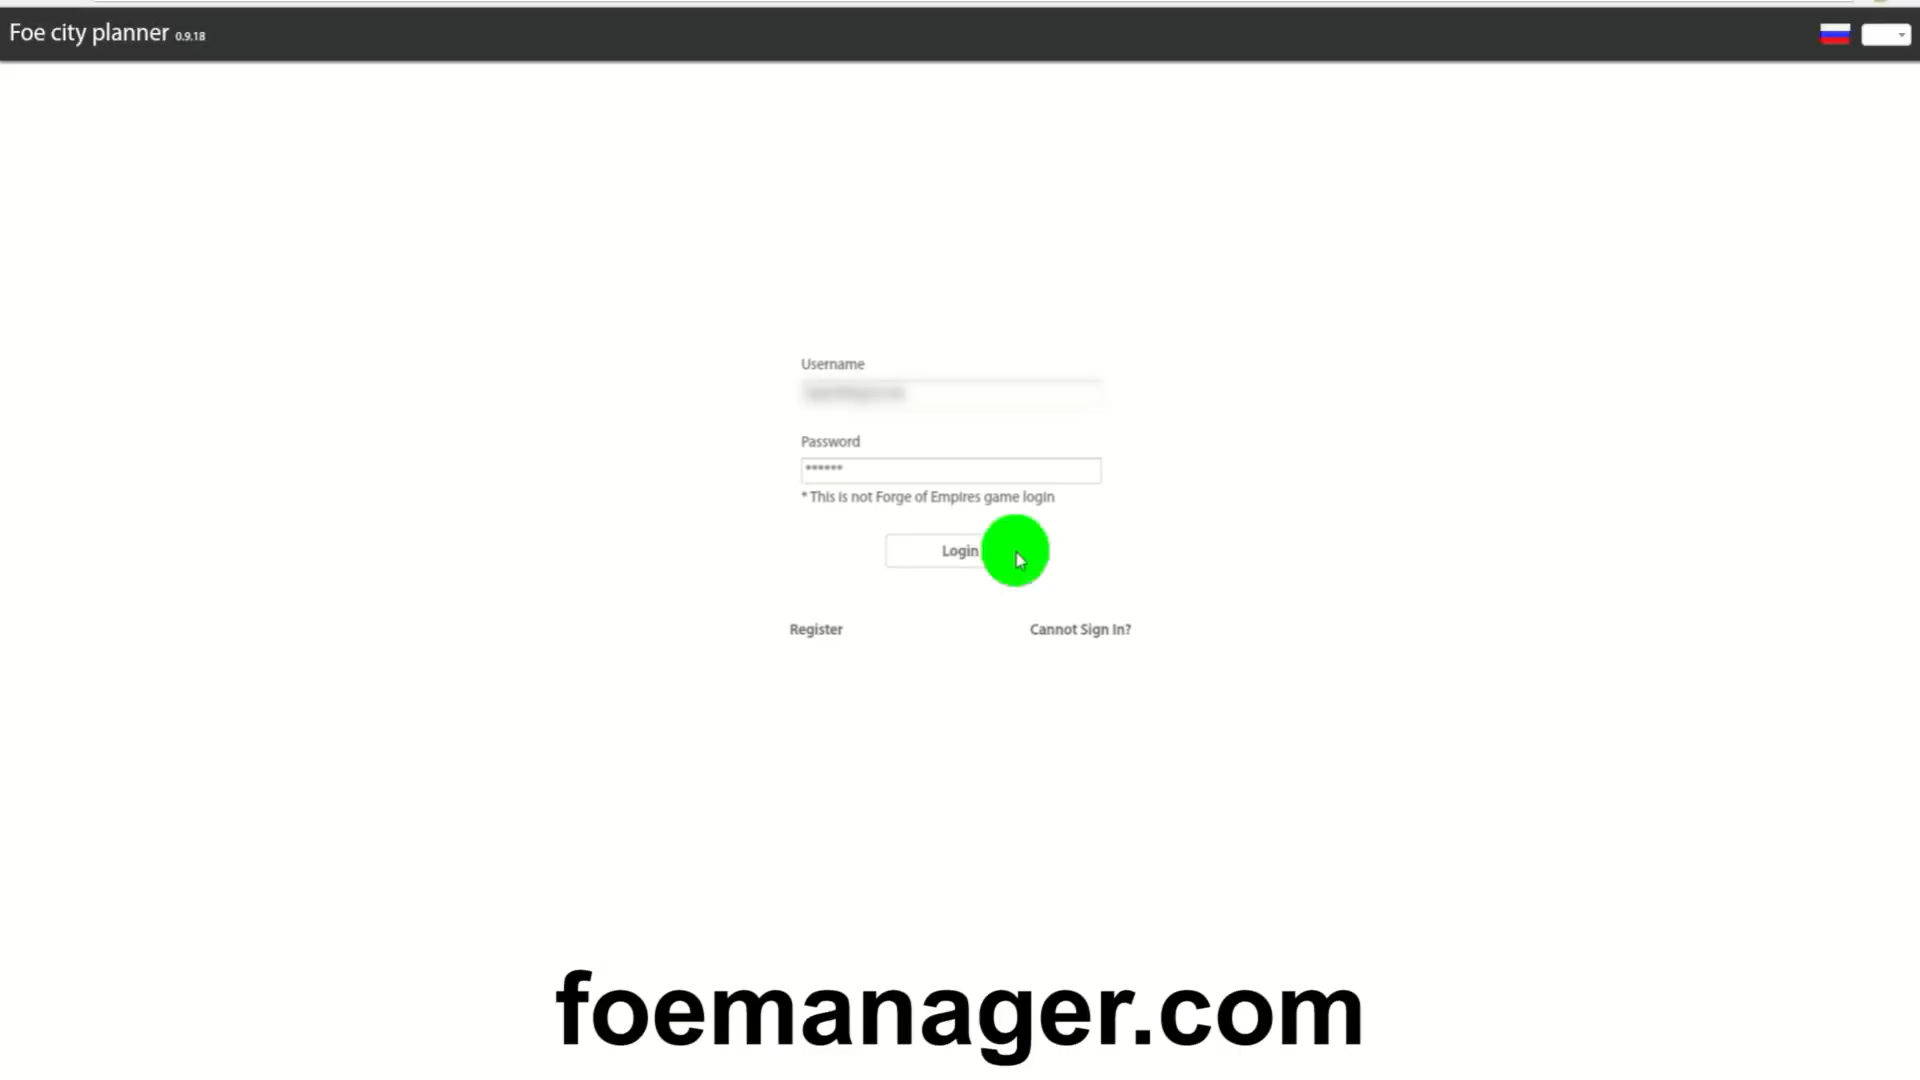 Foe city planner 0.9.18
Username
Password
******
* This is not Forge of Empires game login
Login
Register
Cannot Sign In?
foemanager.com